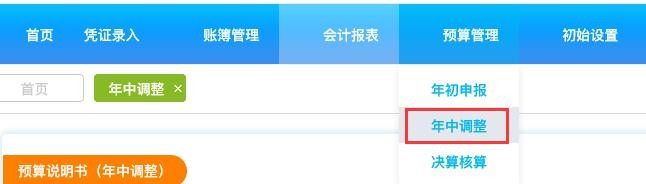 首页 凭证录入 账簿管理 会计报表 预算管理 初始设置
首页 年中调整 ×
年初申报
年中调整
决算核算
预算说明书（年中调整）